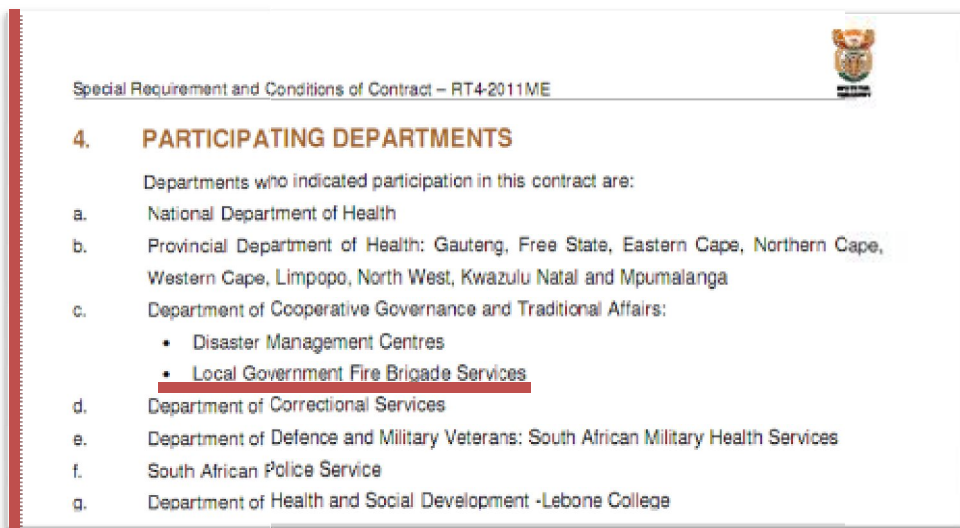 Special Requirement and Conditions of Contract – RT4-2011ME
4. PARTICIPATING DEPARTMENTS
Departments who indicated participation in this contract are:
a. National Department of Health
b. Provincial Department of Health: Gauteng, Free State, Eastern Cape, Northern Cape,
Western Cape, Limpopo, North West, Kwazulu Natal and Mpumalanga
c. Department of Cooperative Governance and Traditional Affairs:
• Disaster Management Centres
• Local Government Fire Brigade Services
d. Department of Correctional Services
e. Department of Defence and Military Veterans: South African Military Health Services
f. South African Police Service
g. Department of Health and Social Development -Lebone College